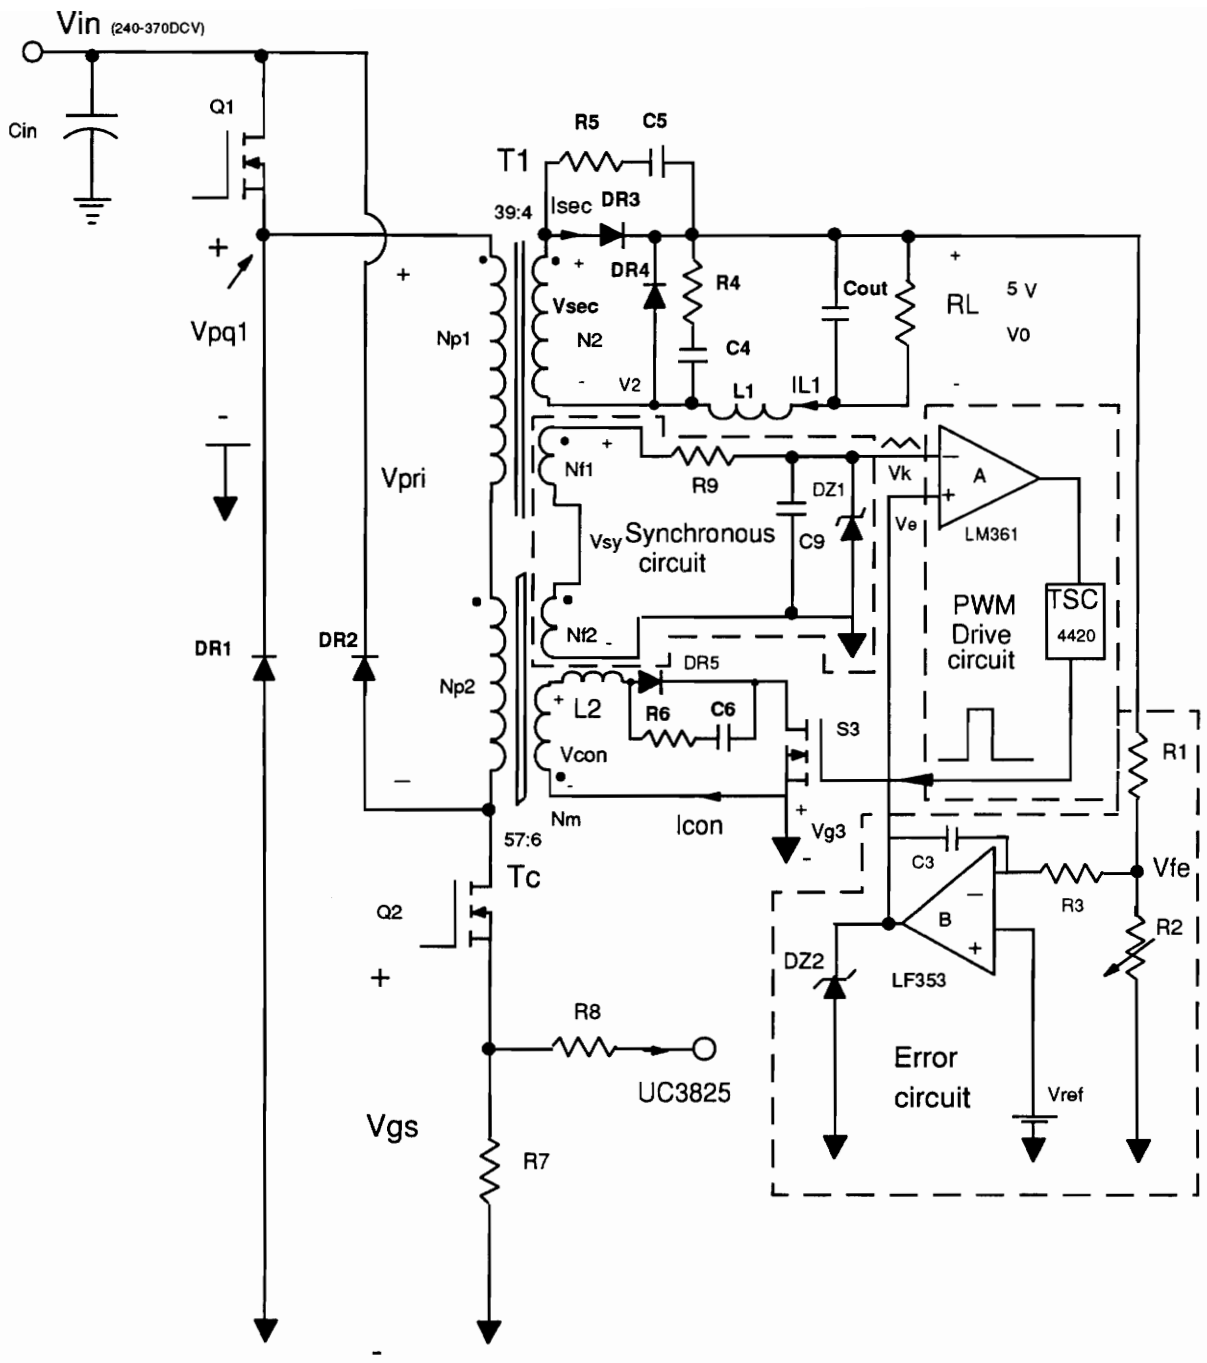 Vin (240-370DCV)
Q1
Cin
R5 C5
T1
Isec DR3
39:4
+
+
+
DR4
R4
Cout
+
5 V
RL
Vpq1
Vsec
Np1
N2
C4
V0
-
V2
L1
IL1
-
-
Vpri
+
Nf1
R9
DZ1
Vk
−
A
+
Ve
LM361
Vsy Synchronous
circuit
C9
PWM
Drive
circuit
TSC
4420
Nf2
-
DR1
DR2
DR5
Np2
+
L2
R6
C6
S3
R1
Vcon
−
-
Nm
Icon
+
Vg3
-
57:6
Tc
C3
Vfe
R3
Q2
−
B
+
R2
DZ2
LF353
+
R8
UC3825
Error
circuit
Vref
Vgs
R7
-